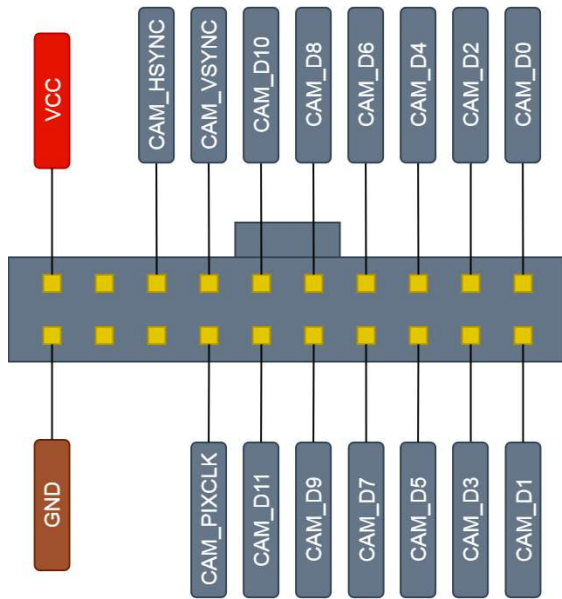 VCC
CAM_HSYNC
CAM_VSYNC
CAM_D10
CAM_D8
CAM_D6
CAM_D4
CAM_D2
CAM_D0
GND
CAM_PIXCLK
CAM_D11
CAM_D9
CAM_D7
CAM_D5
CAM_D3
CAM_D1